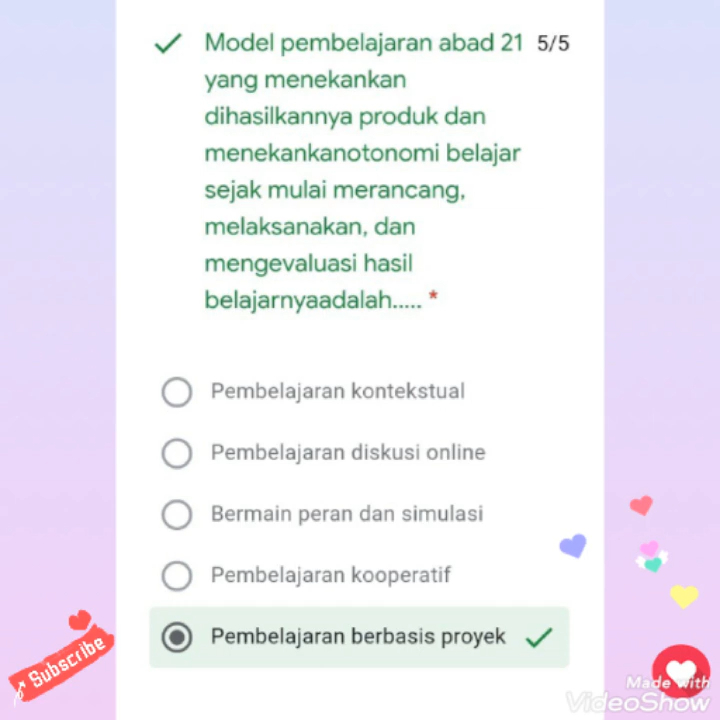 Model pembelajaran abad 21 5/5
yang menekankan
dihasilkannya produk dan
menekankanotonomi belajar
sejak mulai merancang,
melaksanakan, dan
mengevaluasi hasil
belajarnyaadalah..... *
Pembelajaran kontekstual
Pembelajaran diskusi online
Bermain peran dan simulasi
Pembelajaran kooperatif
Pembelajaran berbasis proyek
Subscribe
Made with
VideoShow